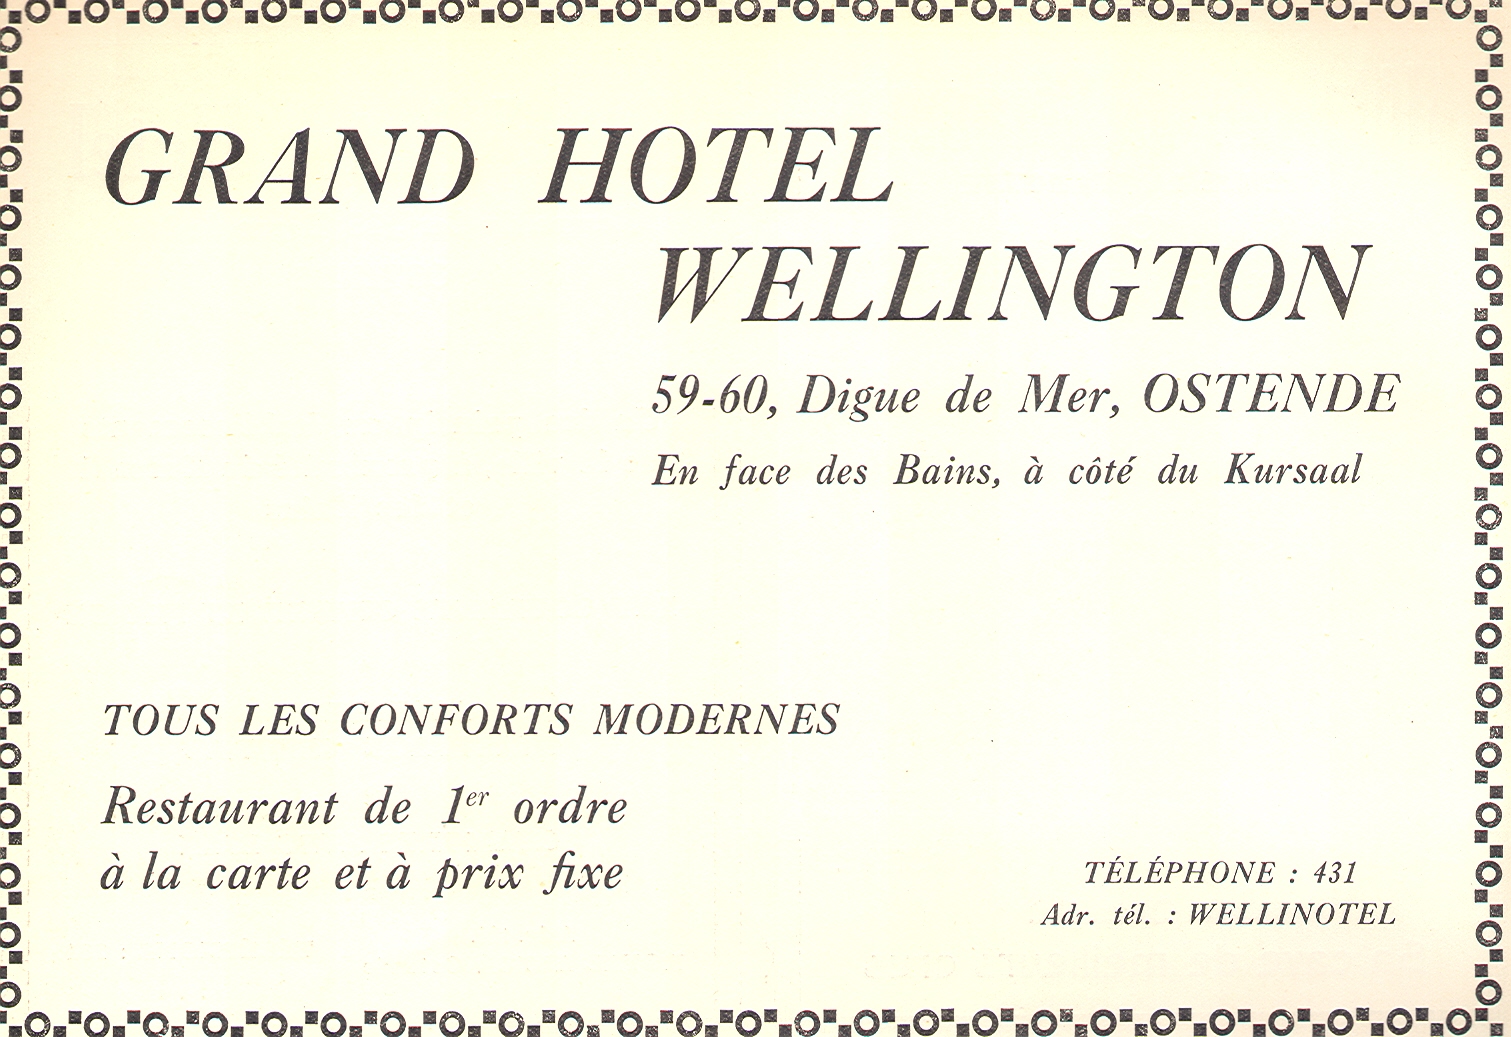 GRAND HOTEL
WELLINGTON
59-60, Digue de Mer, OSTENDE
En face des Bains, à côté du Kursaal
TOUS LES CONFORTS MODERNES
Restaurant de 1er ordre
à la carte et à prix fixe
TÉLÉPHONE : 431
Adr. tél. : WELLINOTEL